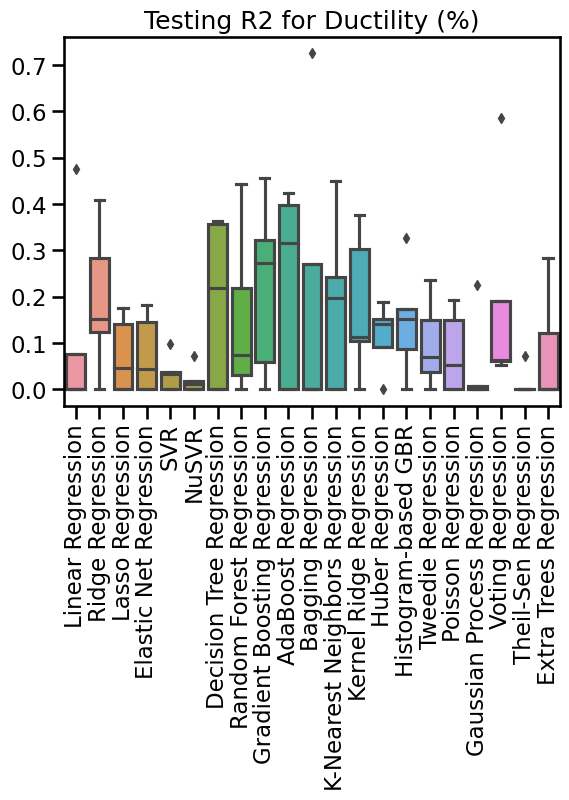 Testing R2 for Ductility (%)
0.7
0.6
0.5
0.4
0.3
0.2
0.1
0.0
Linear Regression
Ridge Regression
Lasso Regression
Elastic Net Regression
SVR
NuSVR
Decision Tree Regression
Random Forest Regression
Gradient Boosting Regression
AdaBoost Regression
Bagging Regression
K-Nearest Neighbors Regression
Kernel Ridge Regression
Huber Regression
Histogram-based GBR
Tweedie Regression
Poisson Regression
Gaussian Process Regression
Voting Regression
Theil-Sen Regression
Extra Trees Regression